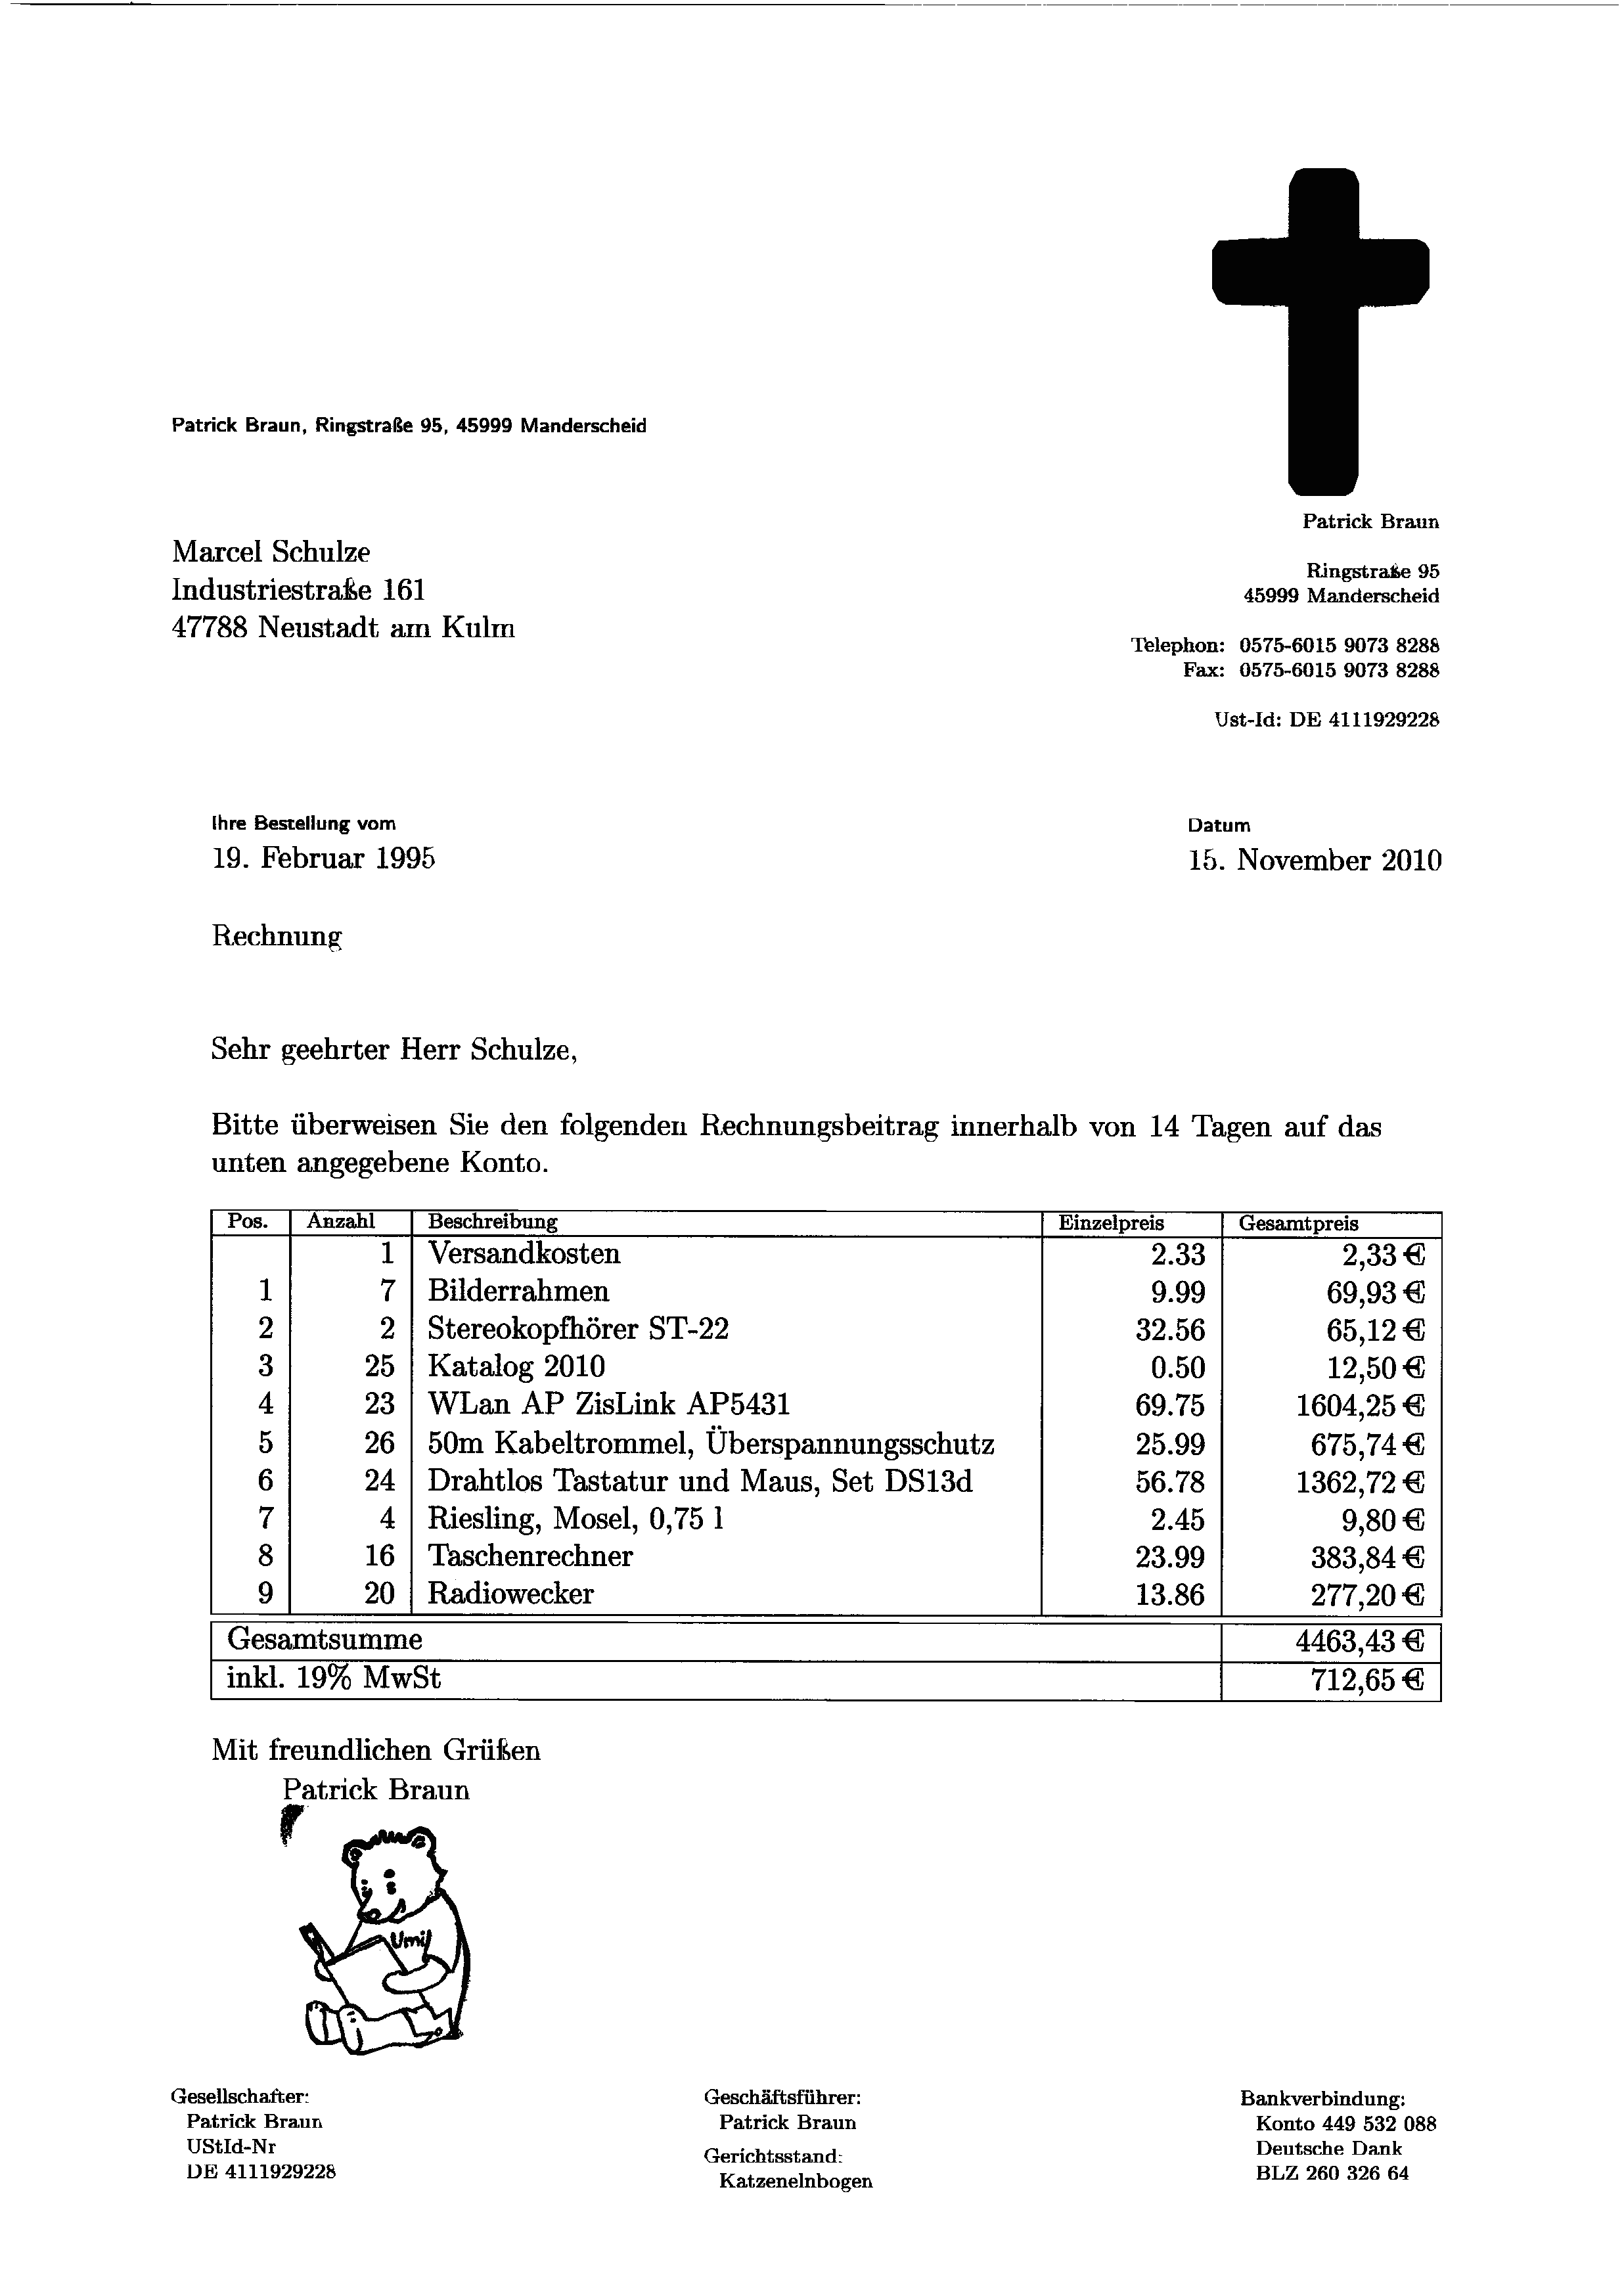 Patrick Braun, Ringstraße 95, 45999 Manderscheid
Patrick Braun
Ringstraße 95
45999 Manderscheid
Telephon: 0575-6015 9073 8288
Fax: 0575-6015 9073 8288
Ust-Id: DE 4111929228
Marcel Schulze
Industriestraße 161
47788 Neustadt am Kulm
Ihre Bestellung vom
19. Februar 1995
Datum
15. November 2010
Rechnung
Sehr geehrter Herr Schulze,
Bitte überweisen Sie den folgenden Rechnungsbeitrag innerhalb von 14 Tagen auf das
unten angegebene Konto.
Pos. Anzahl Beschreibung Einzelpreis Gesamtpreis
1 Versandkosten 2.33 2,33 €
1 7 Bilderrahmen 9.99 69,93 €
2 2 Stereokopfhörer ST-22 32.56 65,12 €
3 25 Katalog 2010 0.50 12,50 €
4 23 WLan AP ZisLink AP5431 69.75 1604,25 €
5 26 50m Kabeltrommel, Überspannungsschutz 25.99 675,74 €
6 24 Drahtlos Tastatur und Maus, Set DS13d 56.78 1362,72 €
7 4 Riesling, Mosel, 0,75 l 2.45 9,80 €
8 16 Taschenrechner 23.99 383,84 €
9 20 Radiowecker 13.86 277,20 €
Gesamtsumme 4463,43 €
inkl. 19% MwSt 712,65 €
Mit freundlichen Grüßen
Patrick Braun
Umil
Gesellschafter:
Patrick Braun
UStId-Nr
DE 4111929228
Geschäftsführer:
Patrick Braun
Gerichtsstand:
Katzenelnbogen
Bankverbindung:
Konto 449 532 088
Deutsche Dank
BLZ 260 326 64